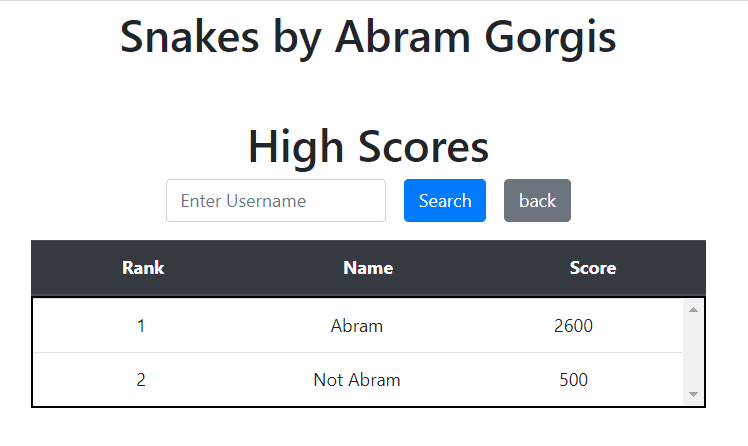 Snakes by Abram Gorgis
High Scores
Enter Username Search back
Rank Name Score
1 Abram 2600
2 Not Abram 500